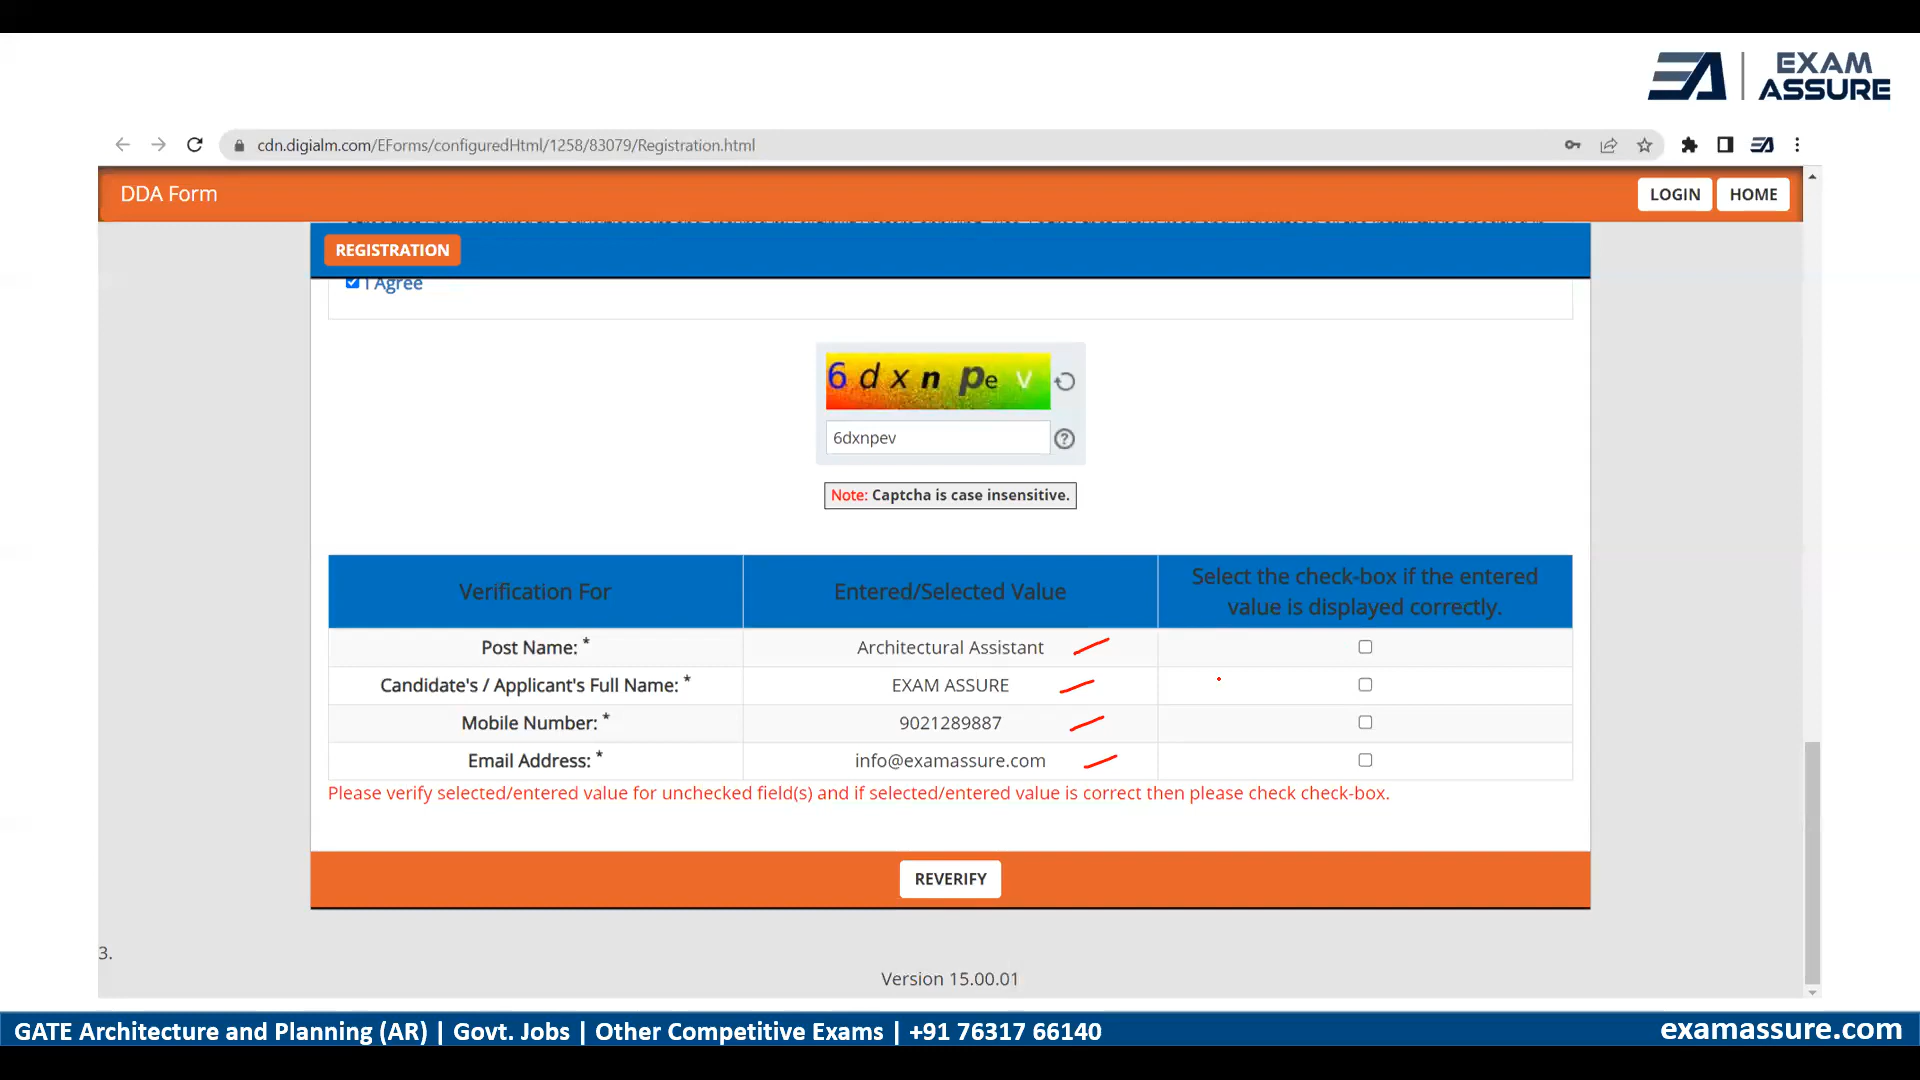 EXAM
ASSURE
cdn.digialm.com/EForms/configuredHtml/1258/83079/Registration.html
DDA Form
LOGIN
HOME
REGISTRATION
I Agree
6 d x n p e v
6dxnpev
Note: Captcha is case insensitive.
Verification For
Entered/Selected Value
Select the check-box if the entered
value is displayed correctly.
Post Name: *
Architectural Assistant
Candidate's / Applicant's Full Name: *
EXAM ASSURE
Mobile Number: *
9021289887
Email Address: *
info@examassure.com
Please verify selected/entered value for unchecked field(s) and if selected/entered value is correct then please check check-box.
REVERIFY
3.
Version 15.00.01
GATE Architecture and Planning (AR) | Govt. Jobs | Other Competitive Exams | +91 76317 66140
examassure.com